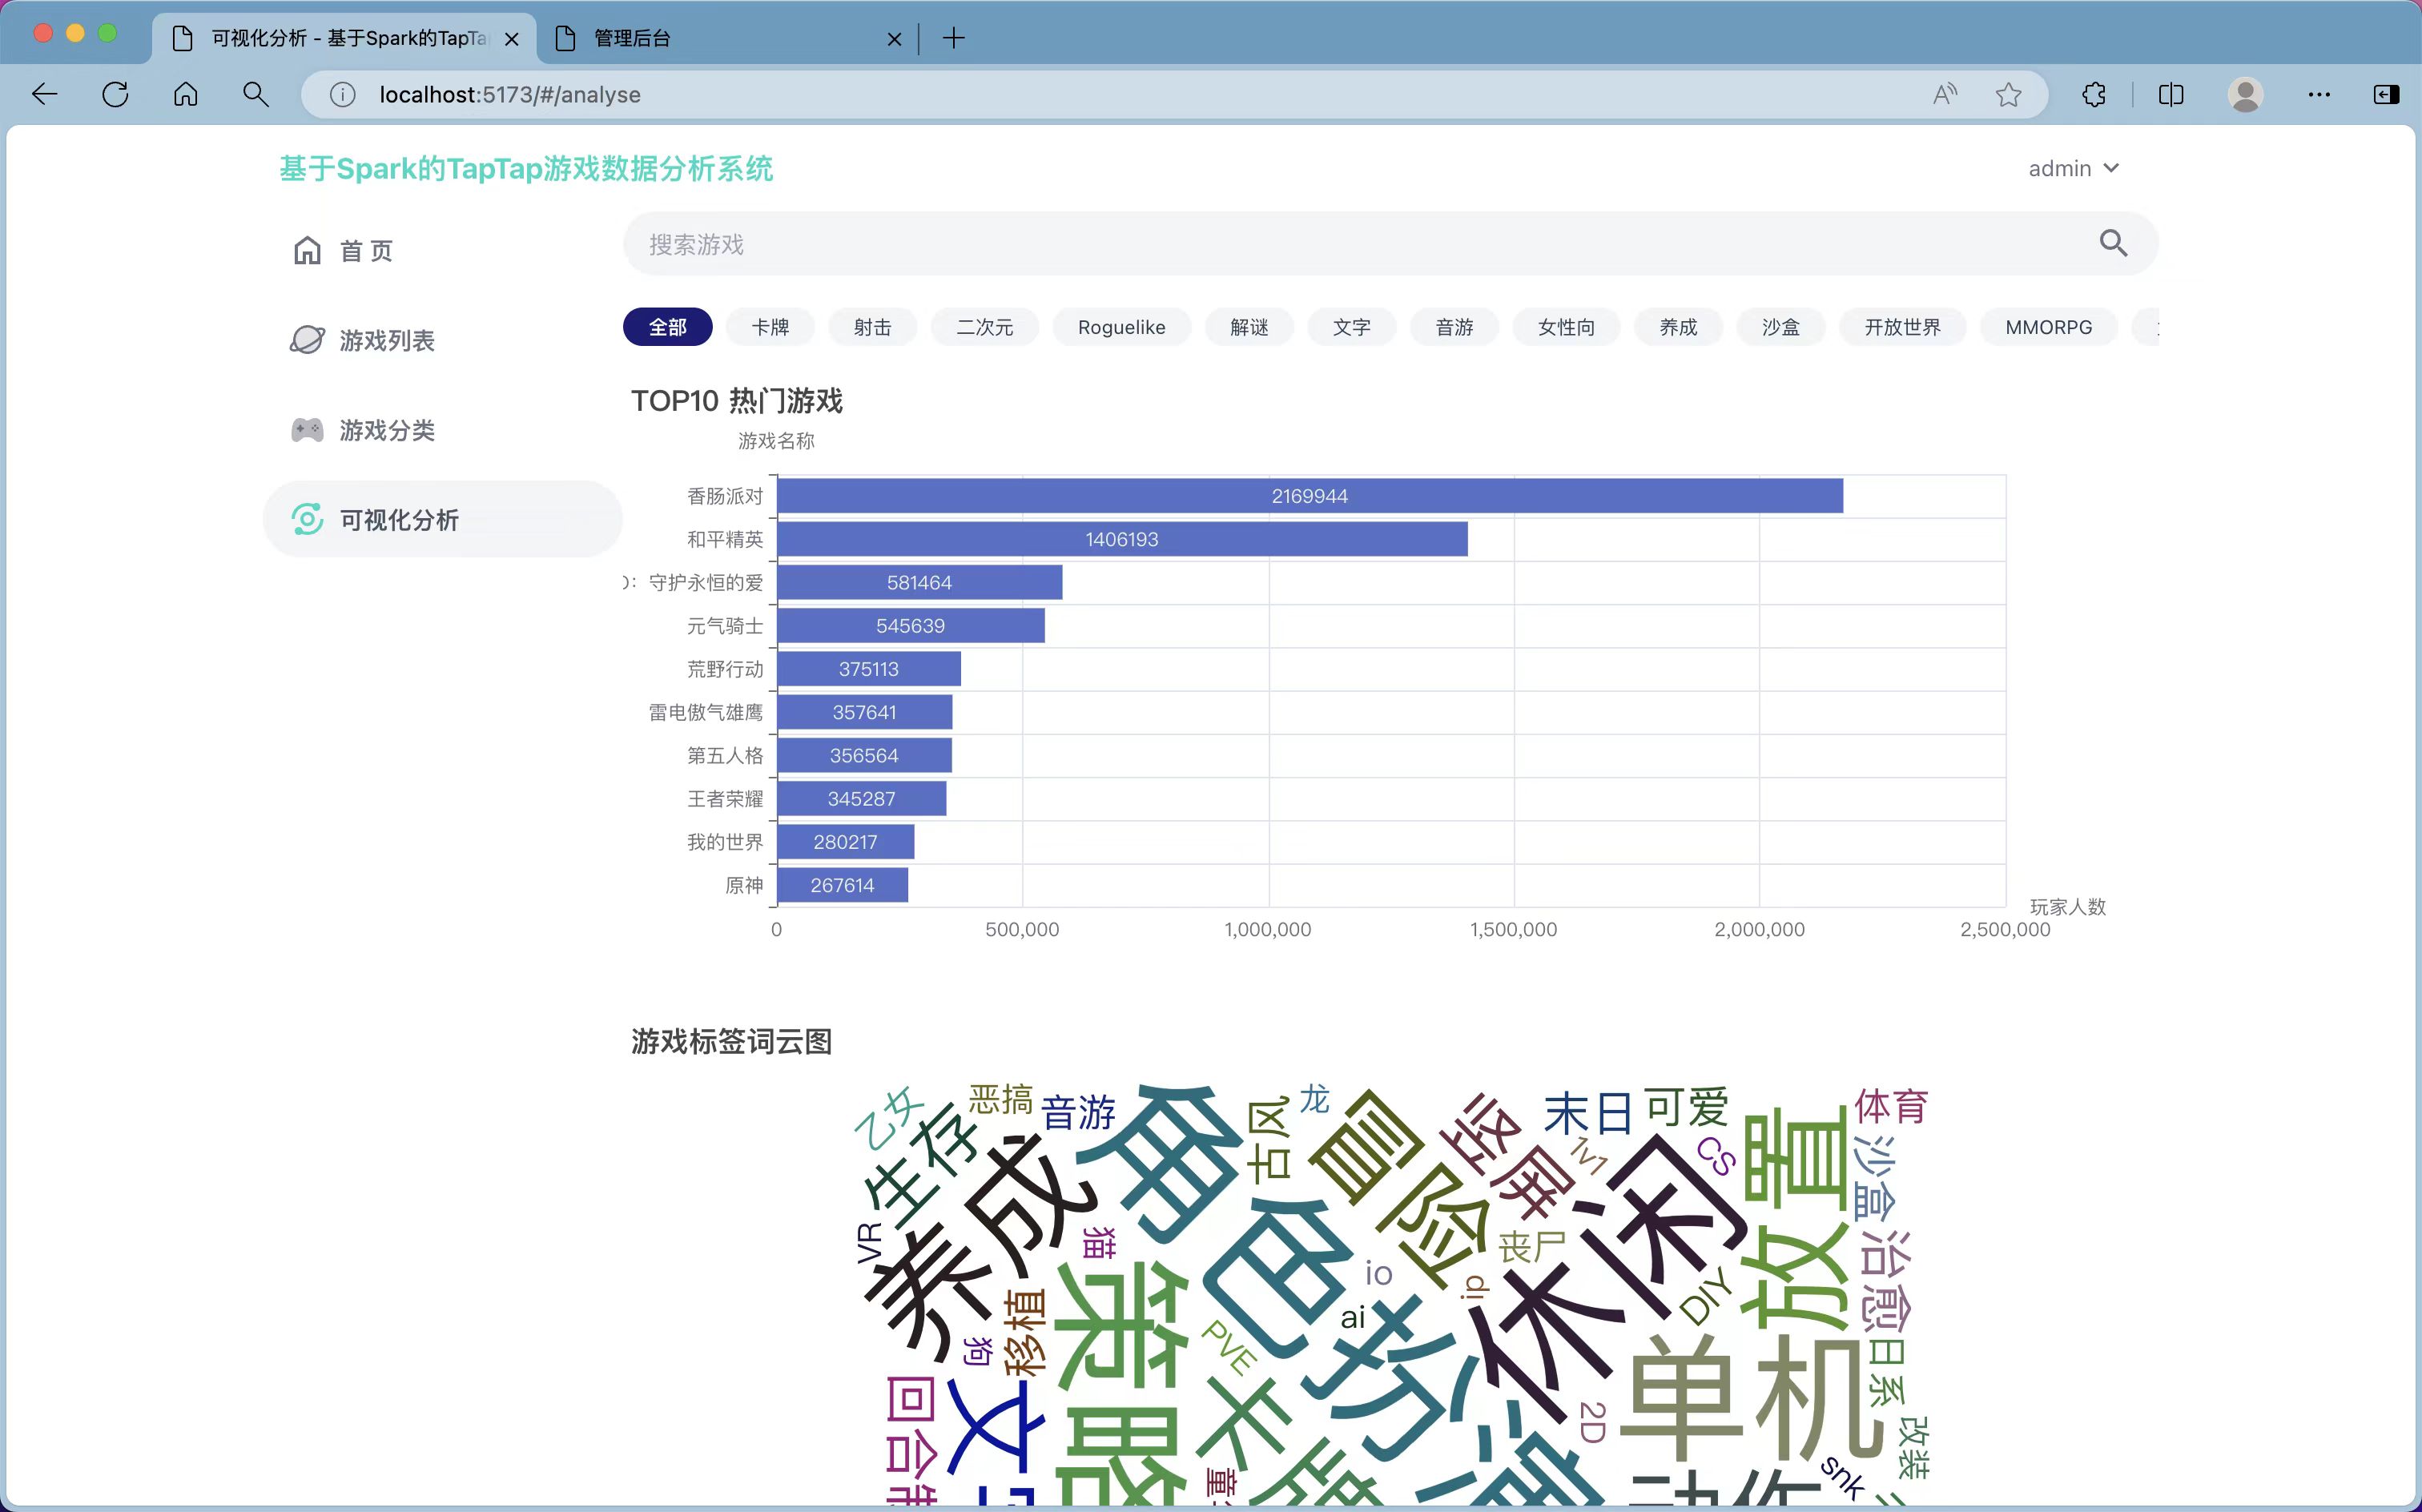 可视化分析 - 基于Spark的TapTa
管理后台
localhost:5173/#/analyse
基于Spark的TapTap游戏数据分析系统
admin
首 页
游戏列表
游戏分类
可视化分析
搜索游戏
全部 卡牌 射击 二次元 Roguelike 解谜 文字 音游 女性向 养成 沙盒 开放世界 MMORPG
TOP10 热门游戏
游戏名称
香肠派对 2169944
和平精英 1406193
：守护永恒的爱 581464
元气骑士 545639
荒野行动 375113
雷电傲气雄鹰 357641
第五人格 356564
王者荣耀 345287
我的世界 280217
原神 267614
玩家人数
0 500,000 1,000,000 1,500,000 2,000,000 2,500,000
游戏标签词云图
乙女
恶搞
音游
生存
养成
VR
角色扮演
古风
龙
冒险
竖屏
末日
可爱
1v1
CS
放置
体育
沙盒
治愈
休闲
丧尸
猫
io
ip
ai
DIY
移植
狗
策略
PVE
卡牌
单机
日系
改装
2D
snk
回合制
文字
动作